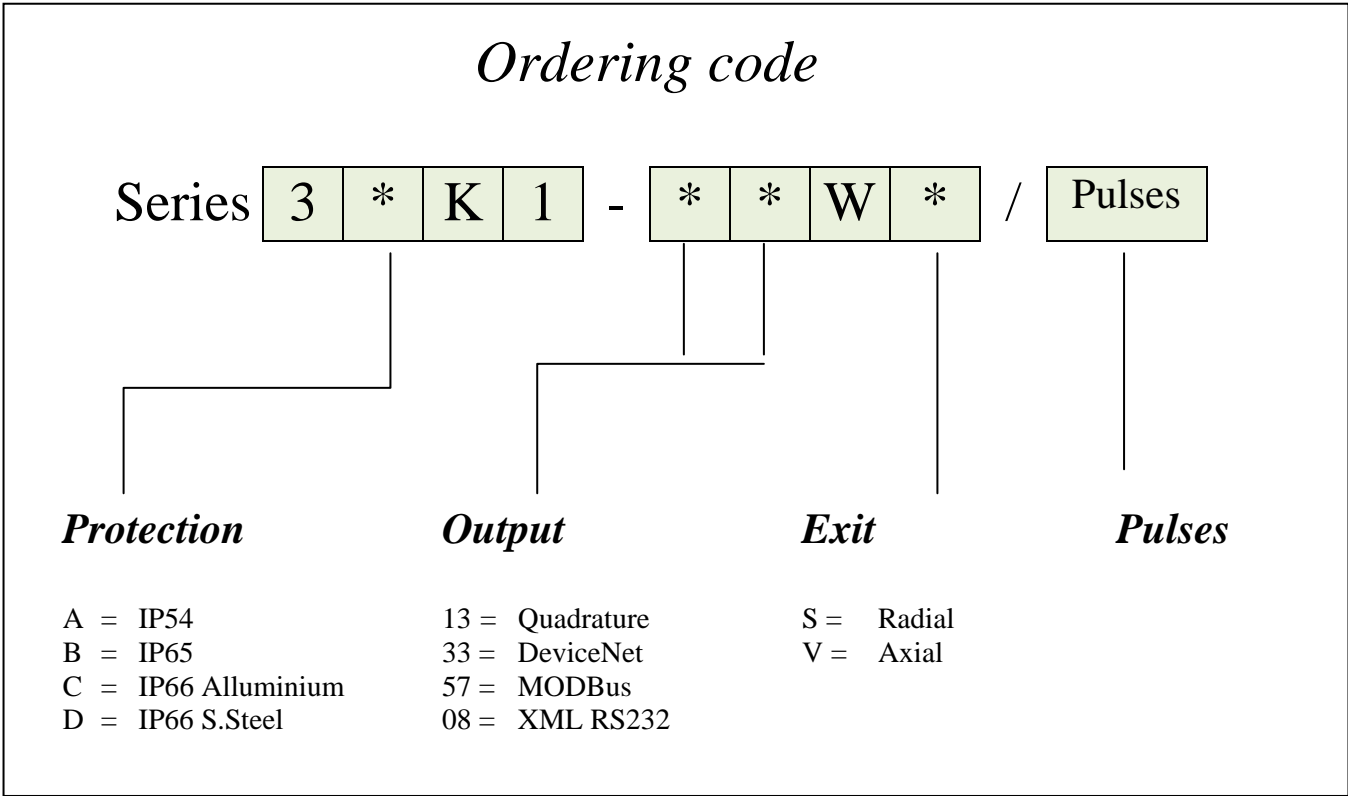 Ordering code
Series 3 * K 1 - * * W * / Pulses
Protection Output Exit Pulses
A = IP54 13 = Quadrature S = Radial
B = IP65 33 = DeviceNet V = Axial
C = IP66 Alluminium 57 = MODBus
D = IP66 S.Steel 08 = XML RS232